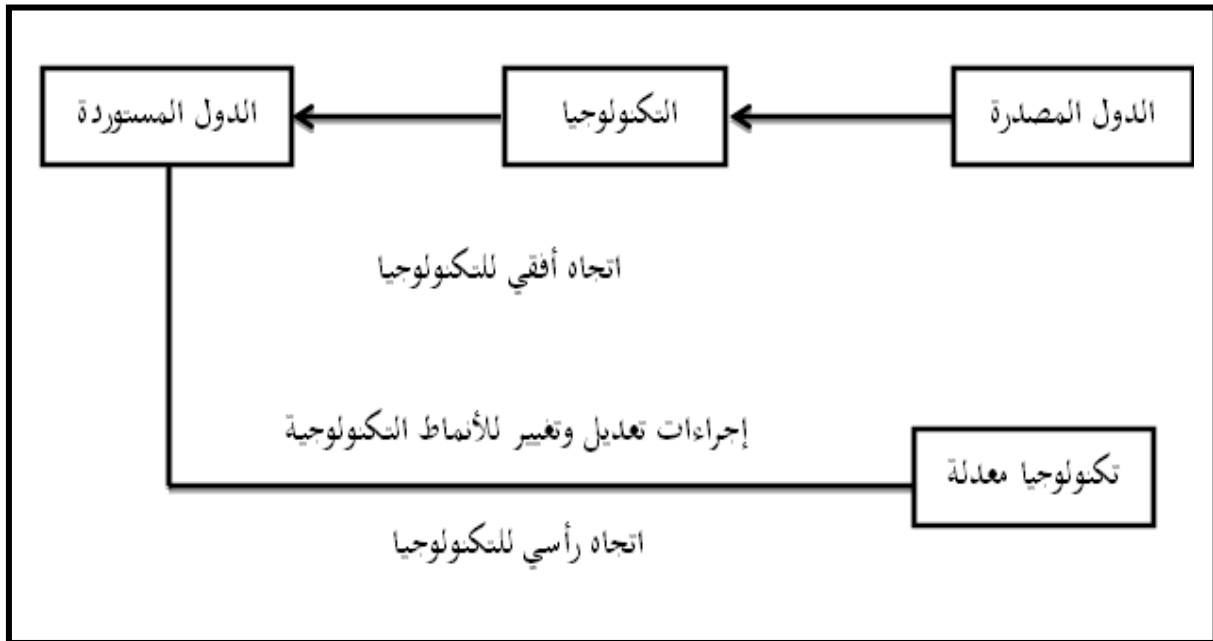 الدول المصدرة
التكنولوجيا
الدول المستوردة
اتجاه أفقي للتكنولوجيا
إجراءات تعديل وتغيير للأنماط التكنولوجية
تكنولوجيا معدلة
اتجاه رأسي للتكنولوجيا